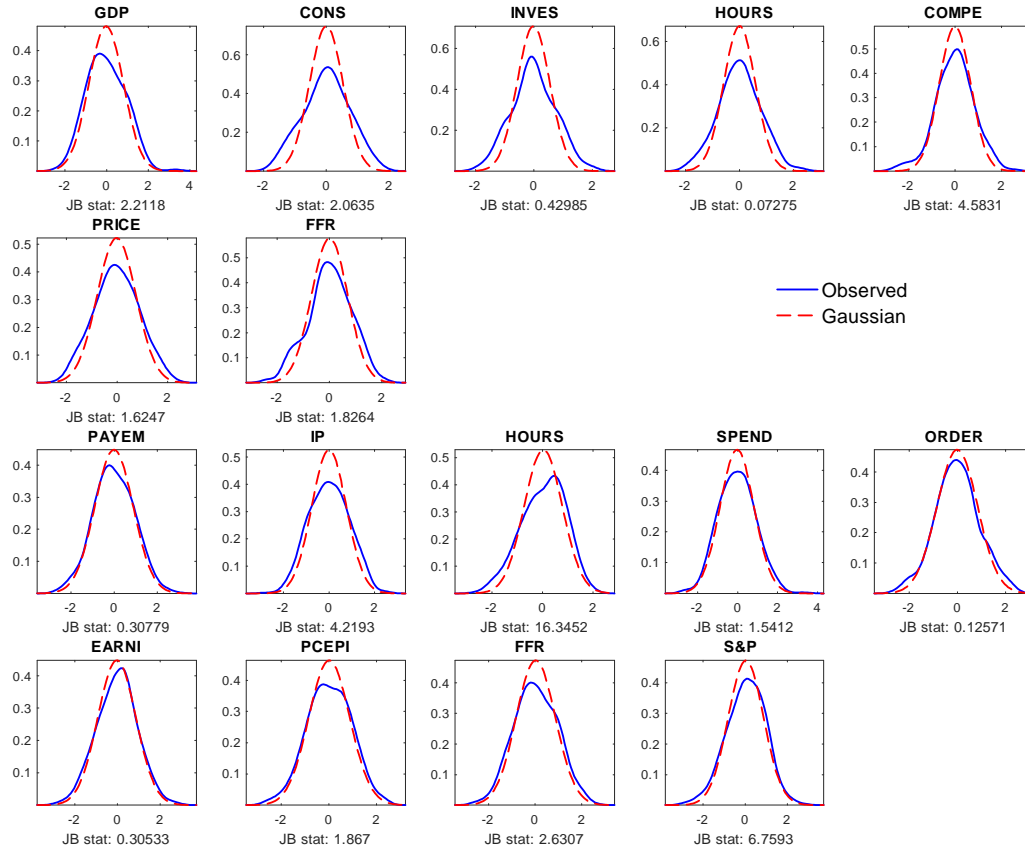 GDP CONS INVES HOURS COMPE
0.4 0.3 0.2 0.1
-2 0 2 4
JB stat: 2.2118
0.6 0.4 0.2
-2 0 2
JB stat: 2.0635
0.6 0.4 0.2
-2 0 2
JB stat: 0.42985
0.6 0.4 0.2
-2 0 2
JB stat: 0.07275
0.5 0.4 0.3 0.2 0.1
-2 0 2
JB stat: 4.5831
PRICE FFR
0.5 0.4 0.3 0.2 0.1
-2 0 2
JB stat: 1.6247
0.5 0.4 0.3 0.2 0.1
-2 0 2
JB stat: 1.8264
Observed
Gaussian
PAYEM IP HOURS SPEND ORDER
0.4 0.3 0.2 0.1
-2 0 2
JB stat: 0.30779
0.5 0.4 0.3 0.2 0.1
-2 0 2
JB stat: 4.2193
0.5 0.4 0.3 0.2 0.1
-2 0 2
JB stat: 16.3452
0.4 0.3 0.2 0.1
-2 0 2 4
JB stat: 1.5412
0.4 0.3 0.2 0.1
-2 0 2
JB stat: 0.12571
EARNI PCEPI FFR S&P
0.4 0.3 0.2 0.1
-2 0 2
JB stat: 0.30533
0.4 0.3 0.2 0.1
-2 0 2
JB stat: 1.867
0.4 0.3 0.2 0.1
-2 0 2
JB stat: 2.6307
0.4 0.3 0.2 0.1
-2 0 2
JB stat: 6.7593